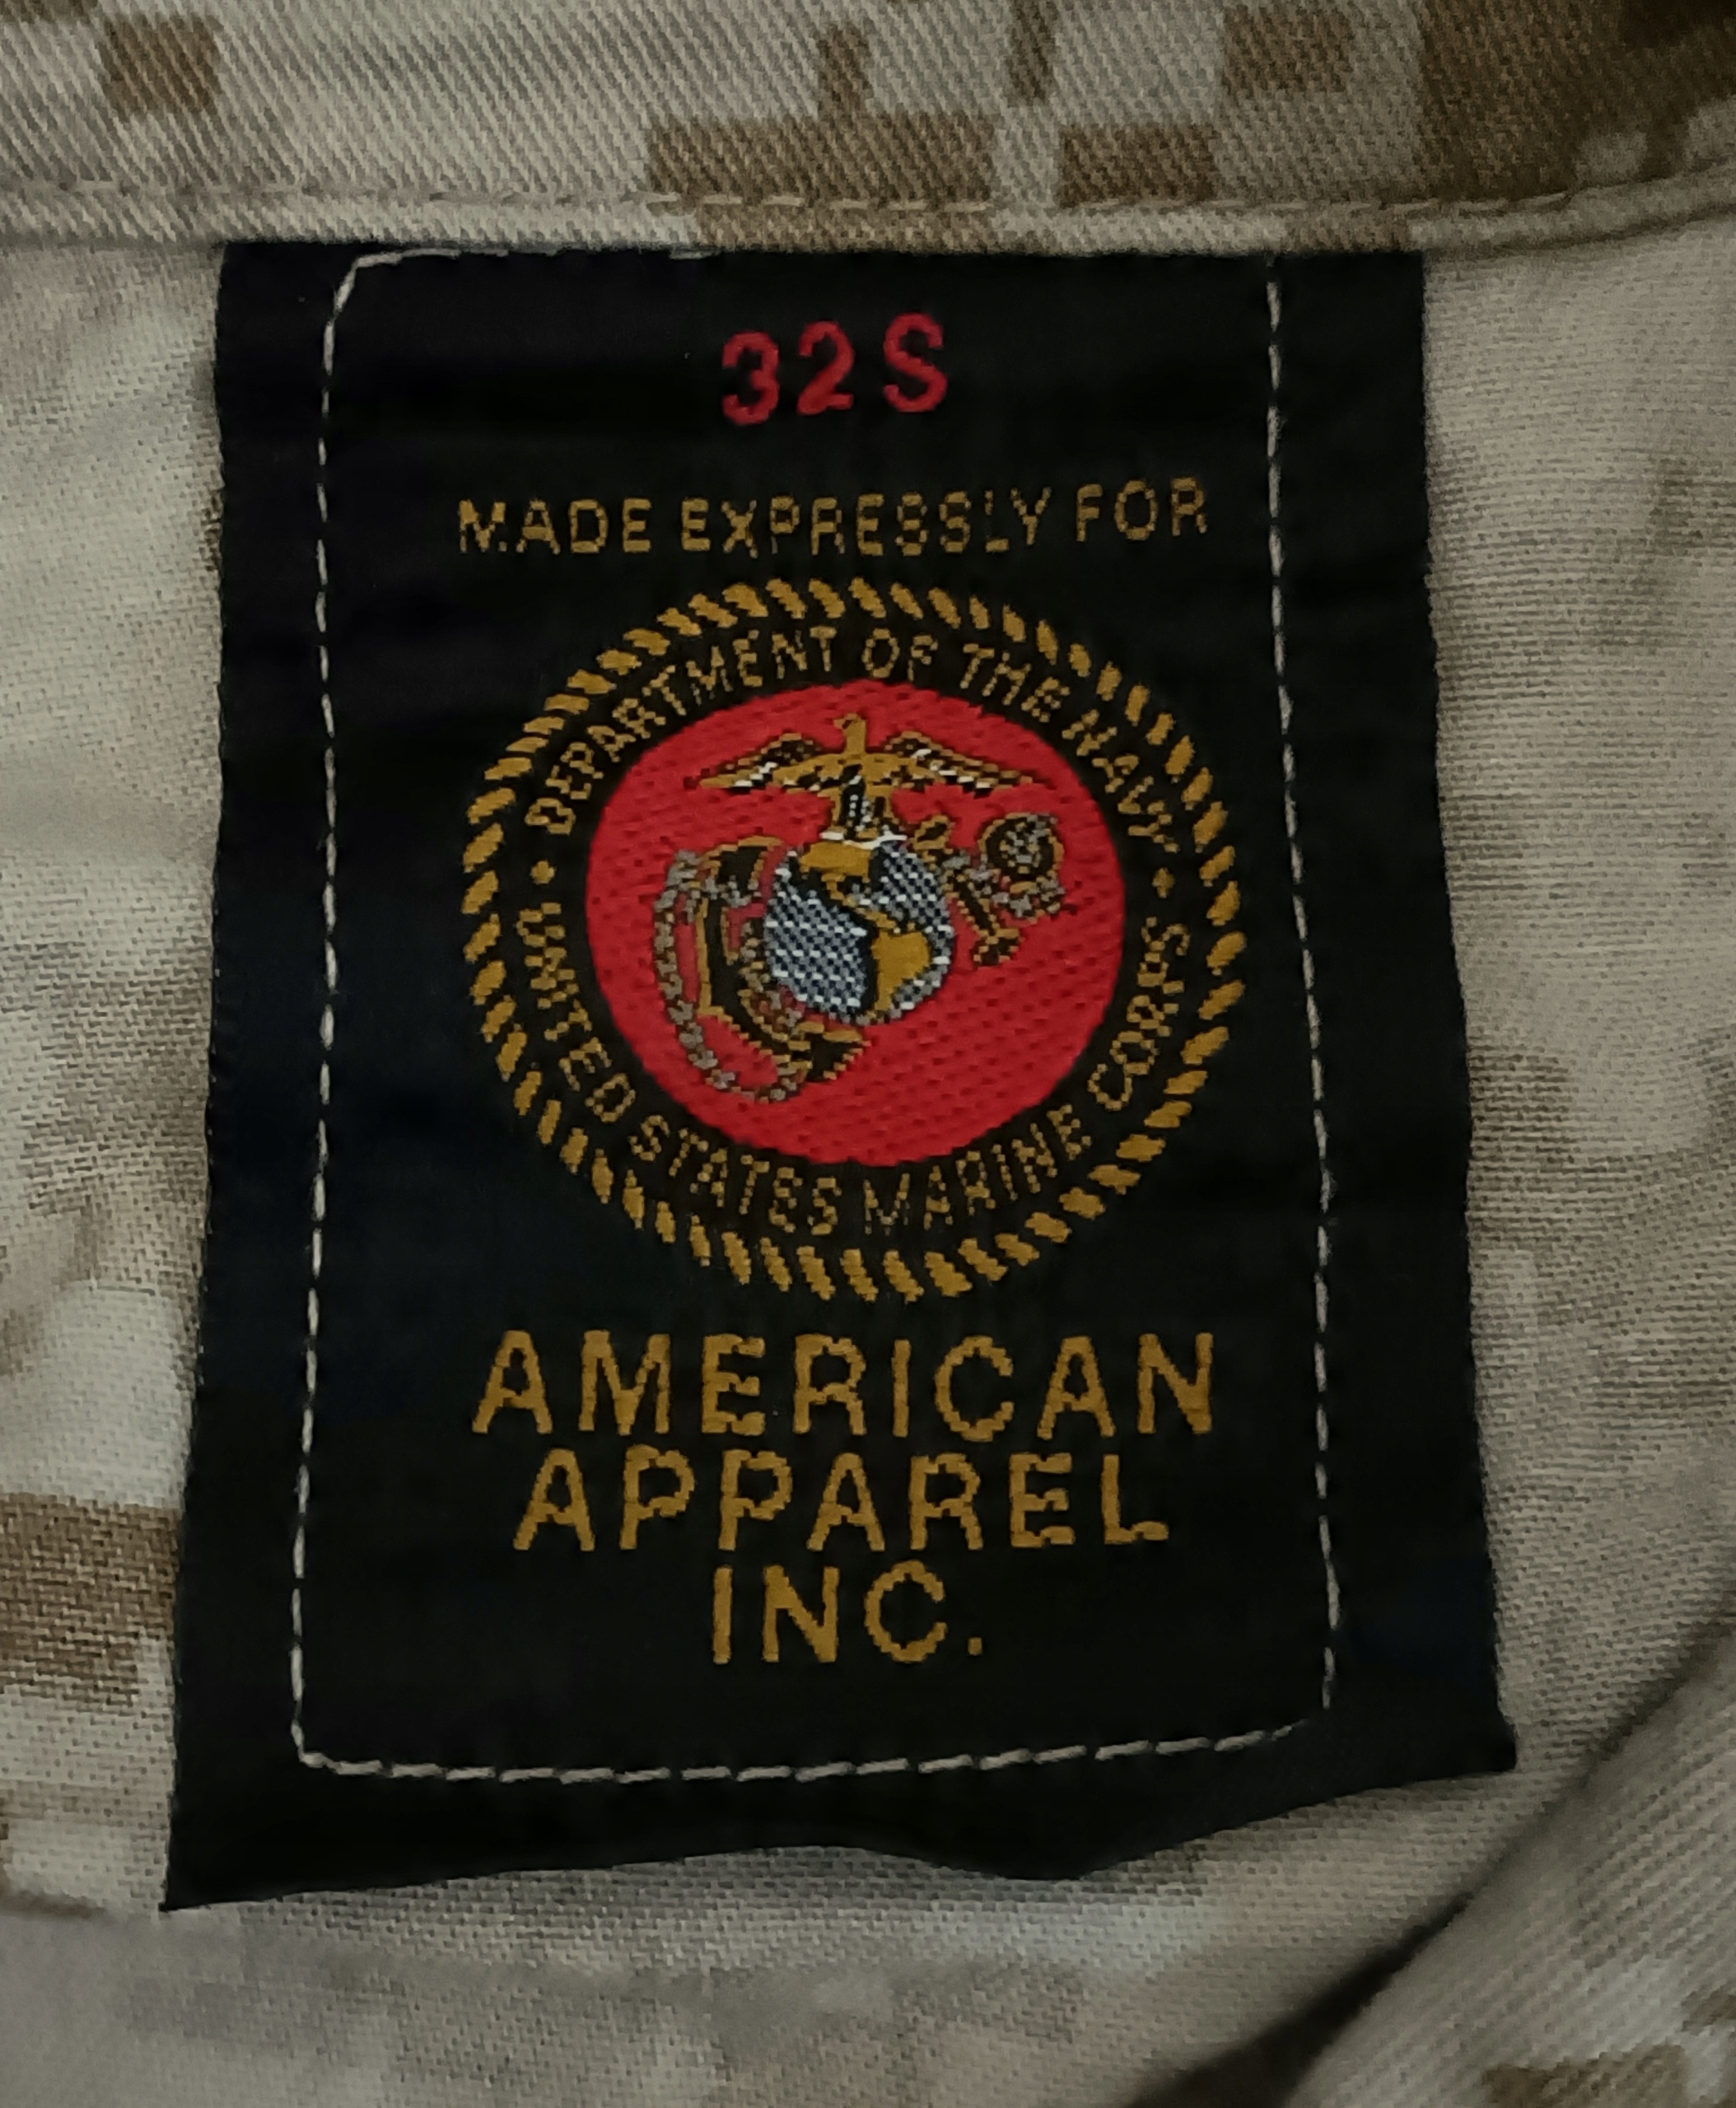 32S
MADE EXPRESSLY FOR
DEPARTMENT OF THE NAVY
UNITED STATES MARINE CORPS
AMERICAN
APPAREL
INC.